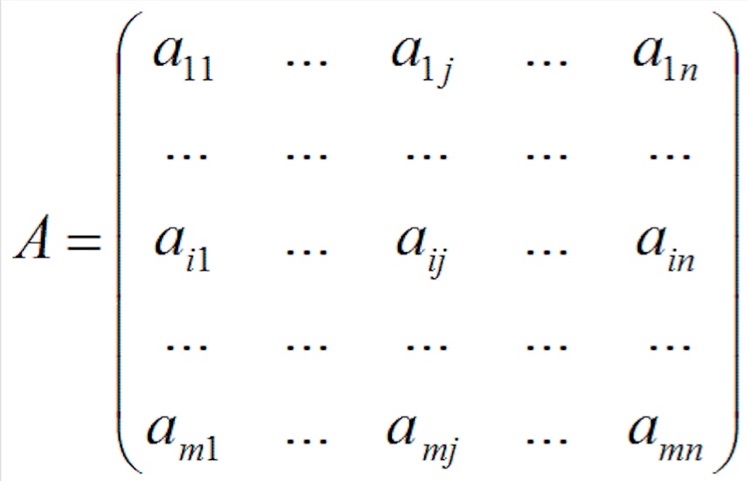 a₁₁ ... a₁ⱼ ... a₁ₙ
... ... ... ... ...
A = aᵢ₁ ... aᵢⱼ ... aᵢₙ
... ... ... ... ...
aₘ₁ ... aₘⱼ ... aₘₙ